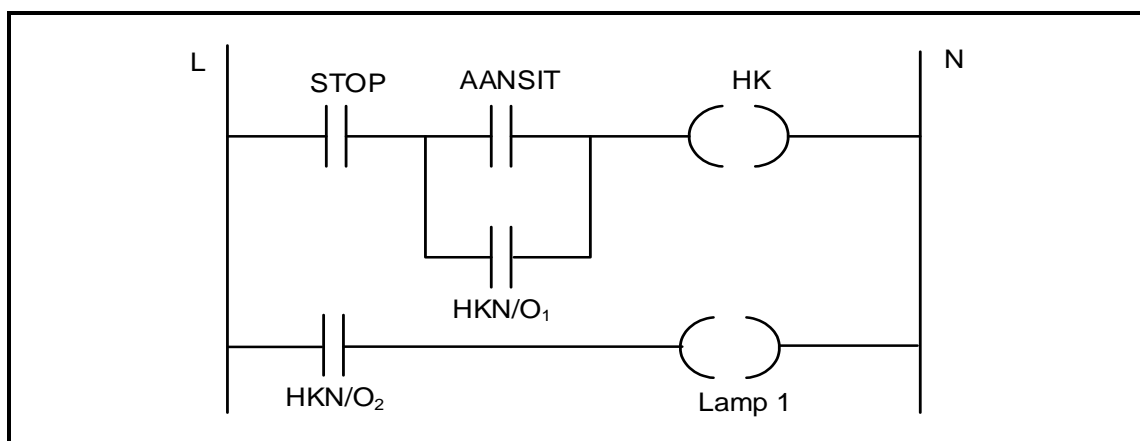 L
N
STOP
AANSIT
HK
HKN/O₁
HKN/O₂
Lamp 1